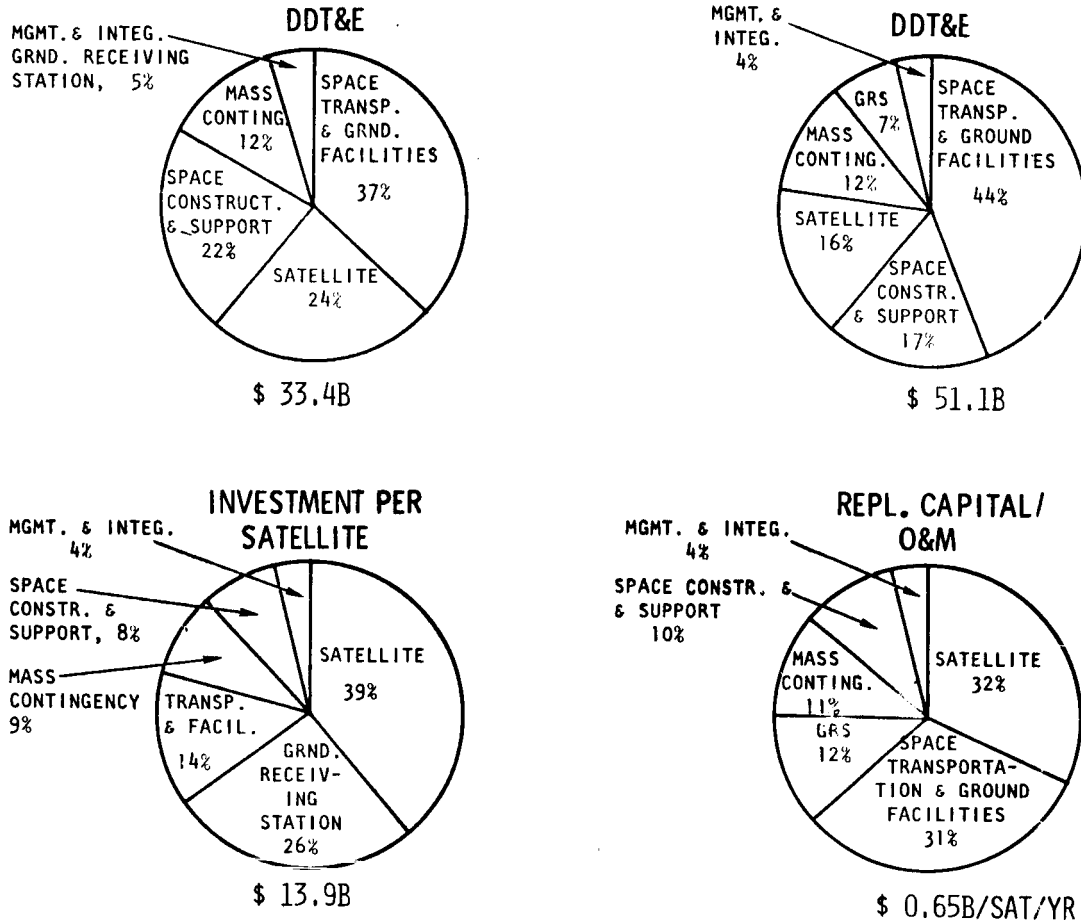 DDT&E
MGMT. & INTEG.
GRND. RECEIVING
STATION, 5%
MASS
CONTING.
12%
SPACE
TRANSP.
& GRND.
FACILITIES
37%
SPACE
CONSTRUCT.
& SUPPORT
22%
SATELLITE
24%
$ 33.4B
DDT&E
MGMT. &
INTEG.
4%
GRS
7%
MASS
CONTING.
12%
SPACE
TRANSP.
& GROUND
FACILITIES
44%
SATELLITE
16%
SPACE
CONSTR.
& SUPPORT
17%
$ 51.1B
INVESTMENT PER
SATELLITE
MGMT. & INTEG.
4%
SPACE
CONSTR. &
SUPPORT, 8%
MASS
CONTINGENCY
9%
TRANSP.
& FACIL.
14%
SATELLITE
39%
GRND.
RECEIV-
ING
STATION
26%
$ 13.9B
REPL. CAPITAL/
O&M
MGMT. & INTEG.
4%
SPACE CONSTR. &
& SUPPORT
10%
MASS
CONTING.
11%
GRS
12%
SATELLITE
32%
SPACE
TRANSPORTA-
TION & GROUND
FACILITIES
31%
$ 0.65B/SAT/YR